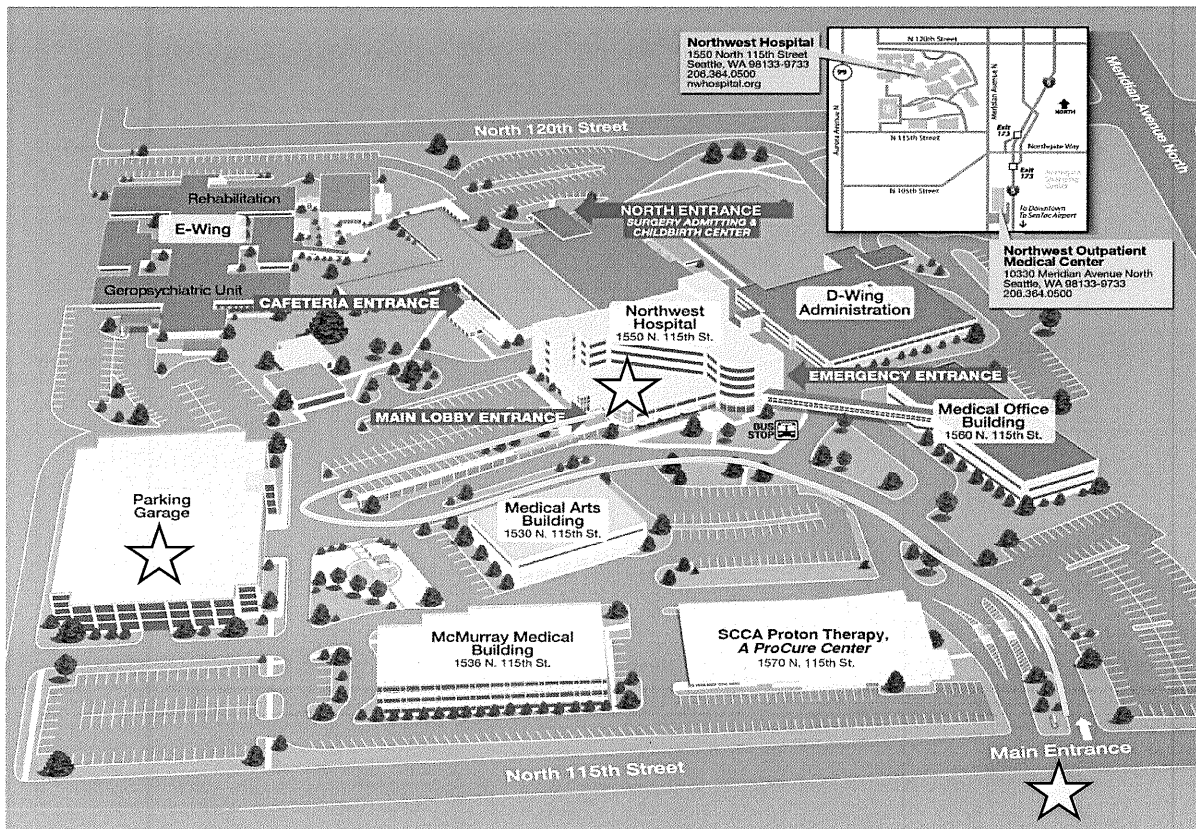 Northwest Hospital
1550 North 115th Street
Seattle, WA 98133-9733
206.364.0500
nwhospital.org
N 120th Street
99
Aurora Avenue N
Meridian Avenue N
5
NORTH
Exit
173
N 115th Street
Northgate Way
Exit
173
N 105th Street
5
To Downtown
To SeaTac Airport
Meridian Avenue North
North 120th Street
Rehabilitation
E-Wing
Geropsychiatric Unit
NORTH ENTRANCE
SURGERY ADMITTING &
CHILDBIRTH CENTER
Northwest Outpatient
Medical Center
10330 Meridian Avenue North
Seattle, WA 98133-9733
206.364.0500
CAFETERIA ENTRANCE
D-Wing
Administration
Northwest
Hospital
1550 N. 115th St.
EMERGENCY ENTRANCE
MAIN LOBBY ENTRANCE
Medical Office
Building
1560 N. 115th St.
BUS
STOP
Parking
Garage
Medical Arts
Building
1530 N. 115th St.
McMurray Medical
Building
1536 N. 115th St.
SCCA Proton Therapy,
A ProCure Center
1570 N. 115th St.
Main Entrance
North 115th Street